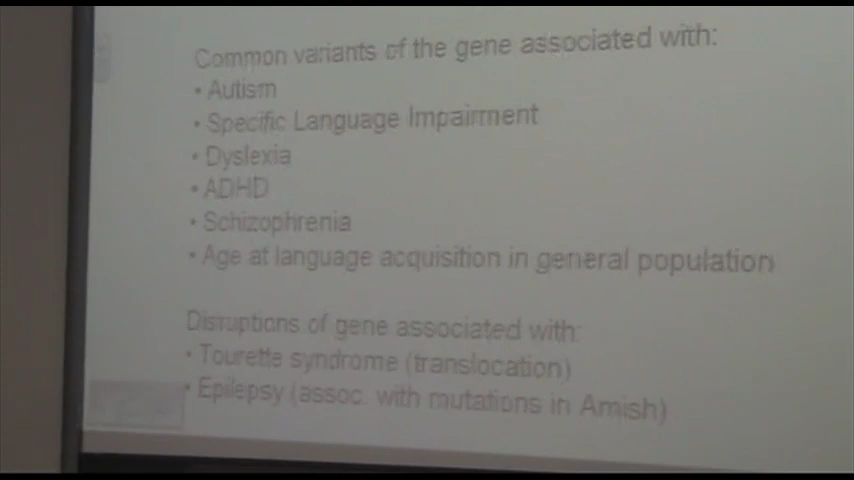 Common variants of the gene associated with:
• Autism
• Specific Language Impairment
• Dyslexia
• ADHD
• Schizophrenia
• Age at language acquisition in general population
Disruptions of gene associated with:
• Tourette syndrome (translocation)
• Epilepsy (assoc. with mutations in Amish)